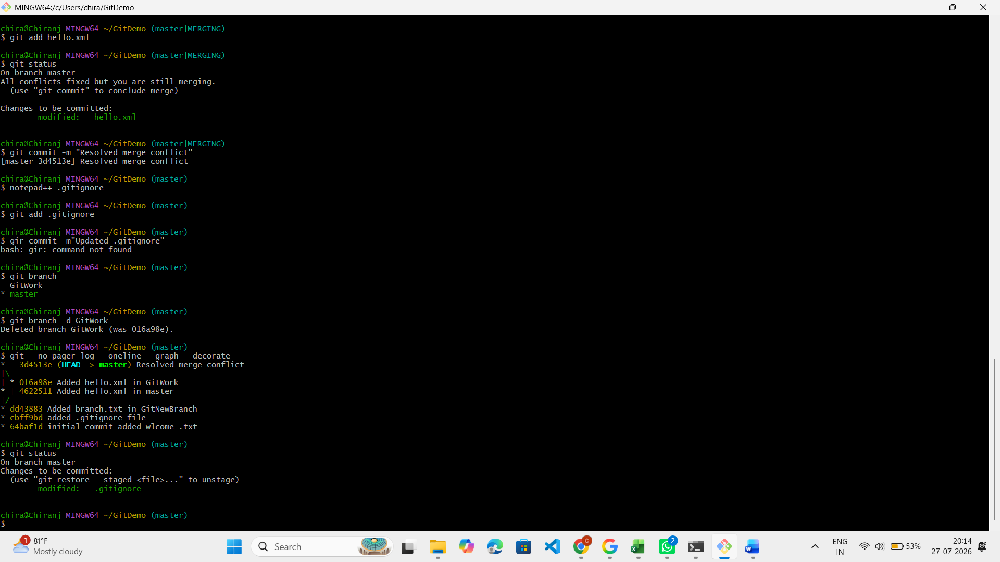 MINGW64:/c/Users/chira/GitDemo
chira@Chiranj MINGW64 ~/GitDemo (master|MERGING)
$ git add hello.xml
chira@Chiranj MINGW64 ~/GitDemo (master|MERGING)
$ git status
On branch master
All conflicts fixed but you are still merging.
  (use "git commit" to conclude merge)
Changes to be committed:
        modified:   hello.xml
chira@Chiranj MINGW64 ~/GitDemo (master|MERGING)
$ git commit -m "Resolved merge conflict"
[master 3d4513e] Resolved merge conflict
chira@Chiranj MINGW64 ~/GitDemo (master)
$ notepad++ .gitignore
chira@Chiranj MINGW64 ~/GitDemo (master)
$ git add .gitignore
chira@Chiranj MINGW64 ~/GitDemo (master)
$ gir commit -m"Updated .gitignore"
bash: gir: command not found
chira@Chiranj MINGW64 ~/GitDemo (master)
$ git branch
  GitWork
* master
chira@Chiranj MINGW64 ~/GitDemo (master)
$ git branch -d GitWork
Deleted branch GitWork (was 016a98e).
chira@Chiranj MINGW64 ~/GitDemo (master)
$ git --no-pager log --oneline --graph --decorate
*   3d4513e (HEAD -> master) Resolved merge conflict
|\
| * 016a98e Added hello.xml in GitWork
* | 4622511 Added hello.xml in master
|/
* dd43883 Added branch.txt in GitNewBranch
* cbff9bd added .gitignore file
* 64baf1d initial commit added wlcome .txt
chira@Chiranj MINGW64 ~/GitDemo (master)
$ git status
On branch master
Changes to be committed:
  (use "git restore --staged <file>..." to unstage)
        modified:   .gitignore
chira@Chiranj MINGW64 ~/GitDemo (master)
$
1
81°F
Mostly cloudy
Search
C
2
ENG
IN
53%
20:14
27-07-2026